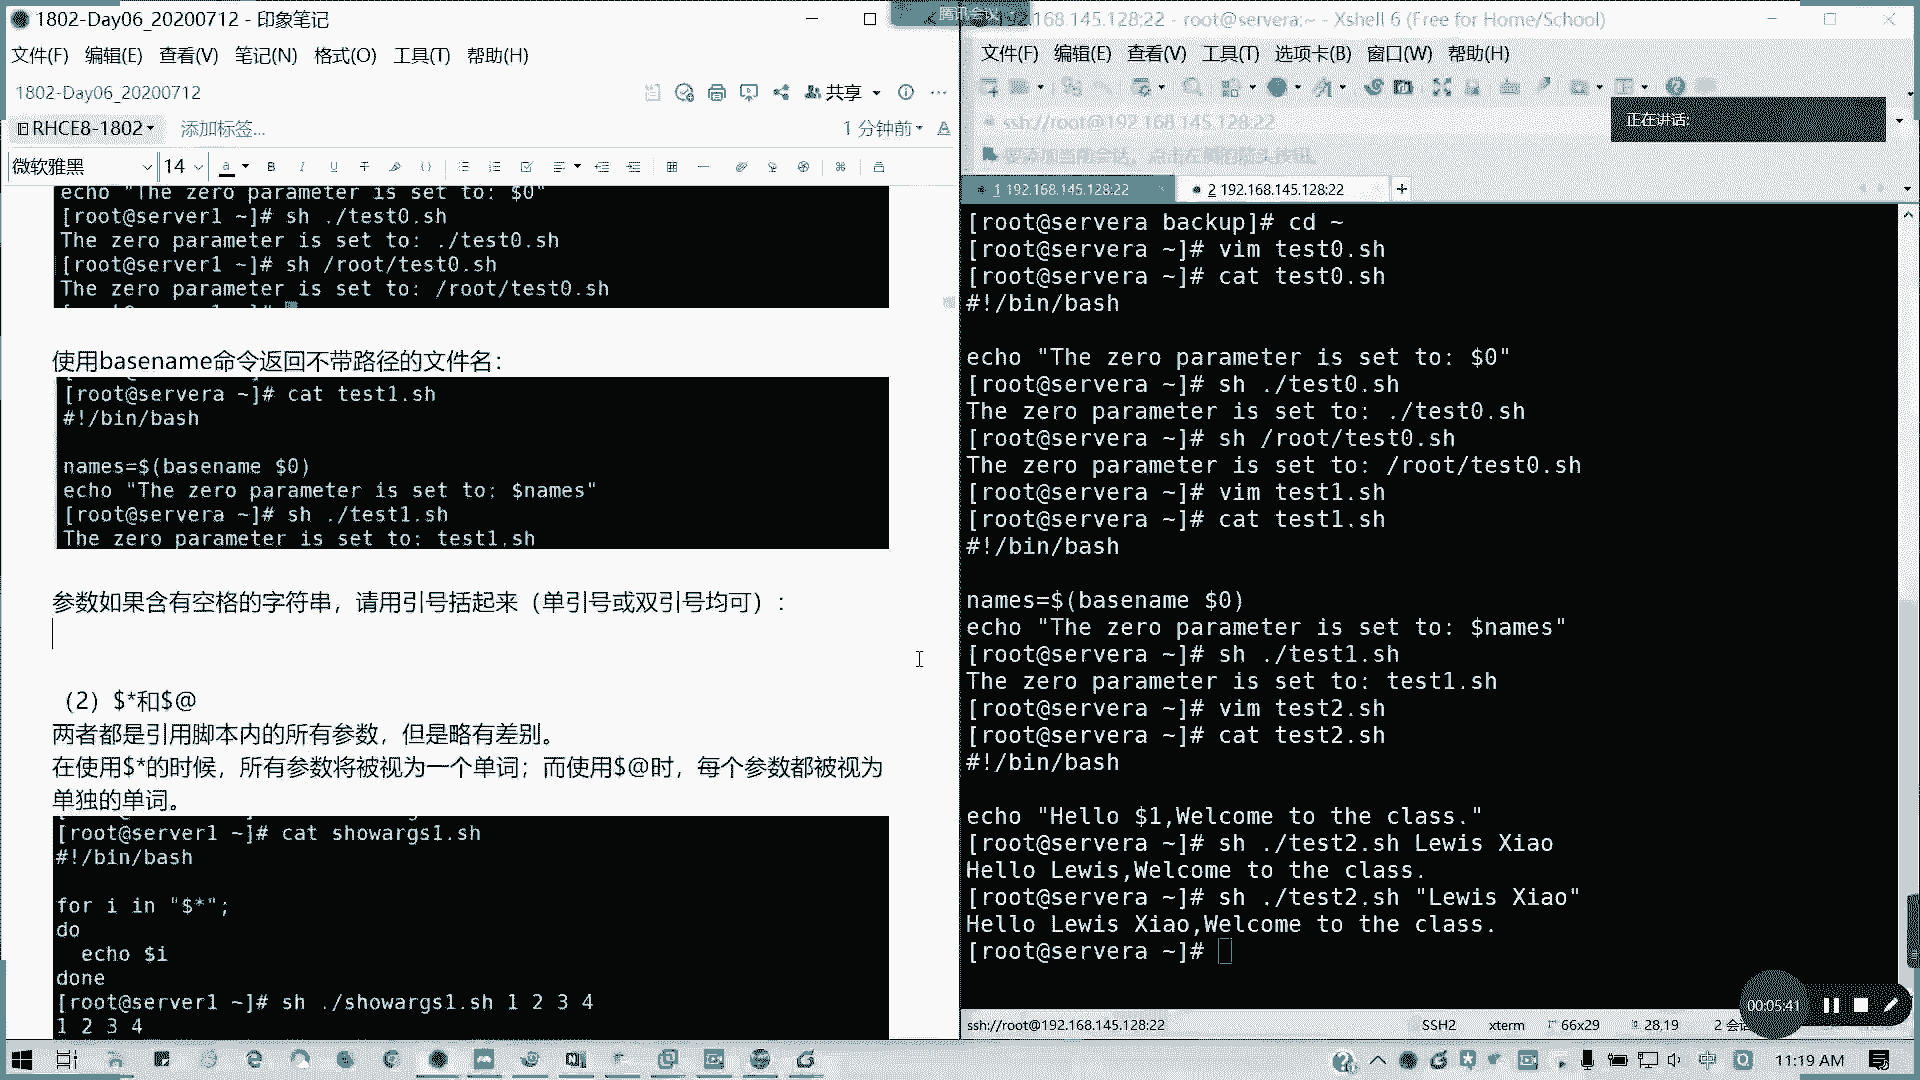 1802-Day06_20200712 - 印象笔记
文件(F) 编辑(E) 查看(V) 笔记(N) 格式(O) 工具(T) 帮助(H)
1802-Day06_20200712
共享
RHCE8-1802
添加标签...
1 分钟前
微软雅黑
14
echo "The zero parameter is set to: $0"
[root@server1 ~]# sh ./test0.sh
The zero parameter is set to: ./test0.sh
[root@server1 ~]# sh /root/test0.sh
The zero parameter is set to: /root/test0.sh
使用basename命令返回不带路径的文件名：
[root@servera ~]# cat test1.sh
#!/bin/bash
names=$(basename $0)
echo "The zero parameter is set to: $names"
[root@servera ~]# sh ./test1.sh
The zero parameter is set to: test1.sh
参数如果含有空格的字符串，请用引号括起来（单引号或双引号均可）：
（2）$*和$@
两者都是引用脚本内的所有参数，但是略有差别。
在使用$*的时候，所有参数将被视为一个单词；而使用$@时，每个参数都被视为
单独的单词。
[root@server1 ~]# cat showargs1.sh
#!/bin/bash
for i in "$*";
do
echo $i
done
[root@server1 ~]# sh ./showargs1.sh 1 2 3 4
1 2 3 4
腾讯会议
192.168.145.128:22 - root@servera:~ - Xshell 6 (Free for Home/School)
文件(F) 编辑(E) 查看(V) 工具(T) 选项卡(B) 窗口(W) 帮助(H)
ssh://root@192.168.145.128:22
正在讲话:
要添加当前会话，点击左侧的箭头按钮。
1 192.168.145.128:22
2 192.168.145.128:22
[root@servera backup]# cd ~
[root@servera ~]# vim test0.sh
[root@servera ~]# cat test0.sh
#!/bin/bash
echo "The zero parameter is set to: $0"
[root@servera ~]# sh ./test0.sh
The zero parameter is set to: ./test0.sh
[root@servera ~]# sh /root/test0.sh
The zero parameter is set to: /root/test0.sh
[root@servera ~]# vim test1.sh
[root@servera ~]# cat test1.sh
#!/bin/bash
names=$(basename $0)
echo "The zero parameter is set to: $names"
[root@servera ~]# sh ./test1.sh
The zero parameter is set to: test1.sh
[root@servera ~]# vim test2.sh
[root@servera ~]# cat test2.sh
#!/bin/bash
echo "Hello $1,Welcome to the class."
[root@servera ~]# sh ./test2.sh Lewis Xiao
Hello Lewis,Welcome to the class.
[root@servera ~]# sh ./test2.sh "Lewis Xiao"
Hello Lewis Xiao,Welcome to the class.
[root@servera ~]#
00:05:41
ssh://root@192.168.145.128:22
SSH2
xterm
66x29
28,19
2 会
中
11:19 AM